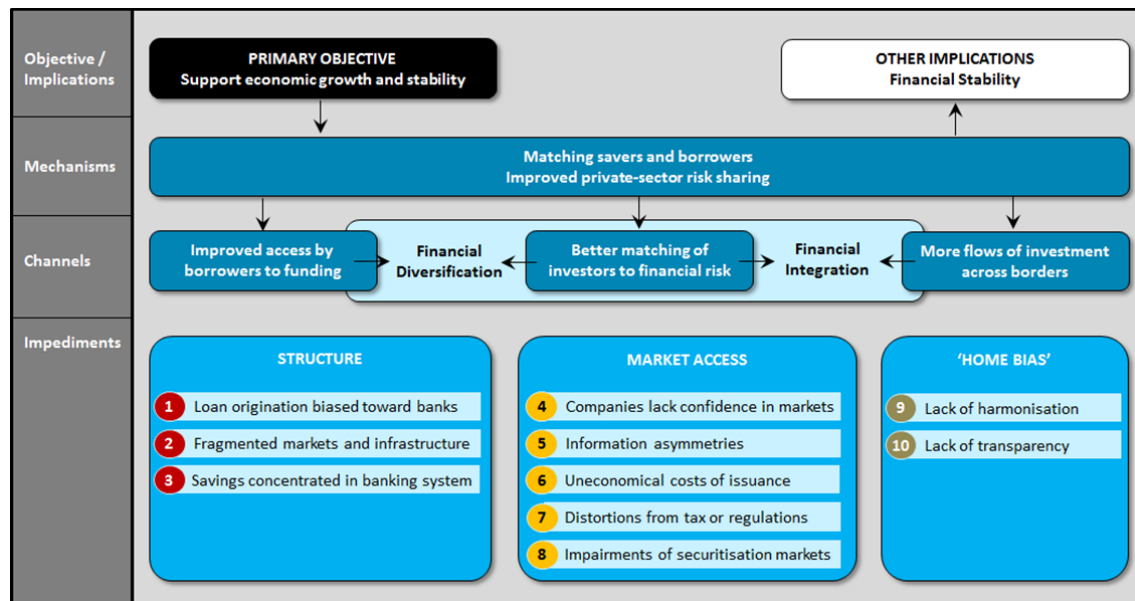 Objective /
Implications
PRIMARY OBJECTIVE
Support economic growth and stability
OTHER IMPLICATIONS
Financial Stability
Mechanisms
Matching savers and borrowers
Improved private-sector risk sharing
Channels
Improved access by
borrowers to funding
Financial
Diversification
Better matching of
investors to financial risk
Financial
Integration
More flows of investment
across borders
Impediments
STRUCTURE
1 Loan origination biased toward banks
2 Fragmented markets and infrastructure
3 Savings concentrated in banking system
MARKET ACCESS
4 Companies lack confidence in markets
5 Information asymmetries
6 Uneconomical costs of issuance
7 Distortions from tax or regulations
8 Impairments of securitisation markets
‘HOME BIAS’
9 Lack of harmonisation
10 Lack of transparency